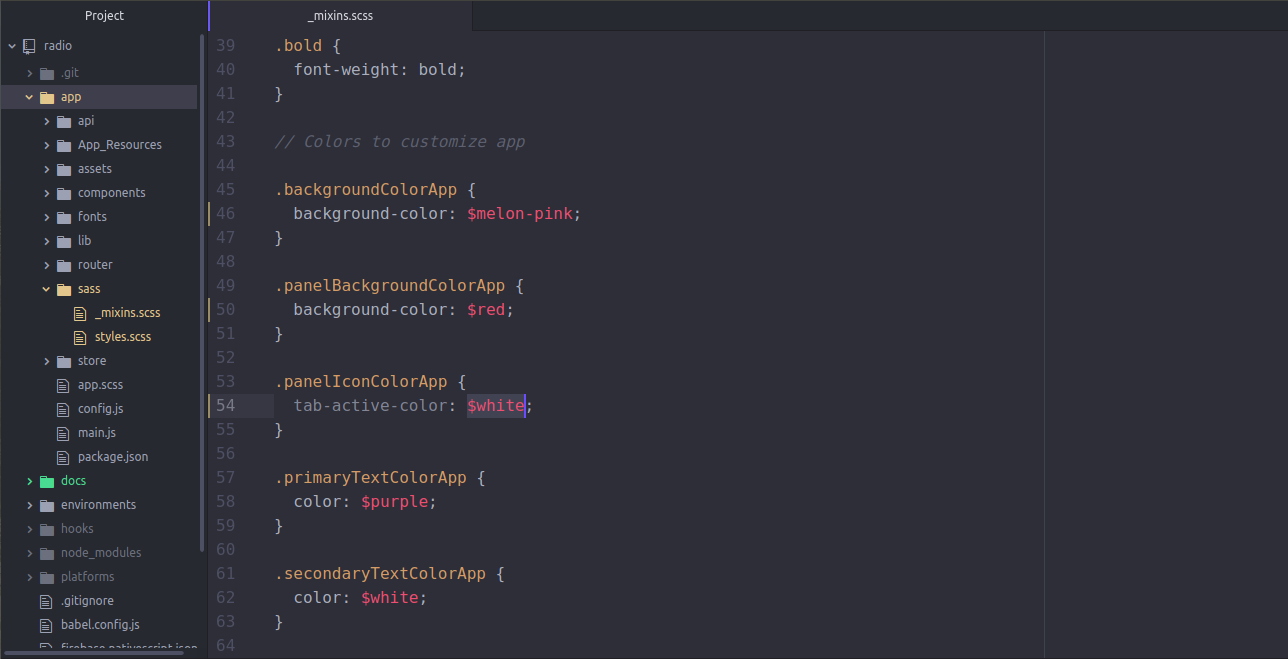 Project
_mixins.scss
radio
.git
app
api
App_Resources
assets
components
fonts
lib
router
sass
_mixins.scss
styles.scss
store
app.scss
config.js
main.js
package.json
docs
environments
hooks
node_modules
platforms
.gitignore
babel.config.js
firebase.nativescript.json
39 .bold {
40   font-weight: bold;
41 }
42
43 // Colors to customize app
44
45 .backgroundColorApp {
46   background-color: $melon-pink;
47 }
48
49 .panelBackgroundColorApp {
50   background-color: $red;
51 }
52
53 .panelIconColorApp {
54   tab-active-color: $white;
55 }
56
57 .primaryTextColorApp {
58   color: $purple;
59 }
60
61 .secondaryTextColorApp {
62   color: $white;
63 }
64